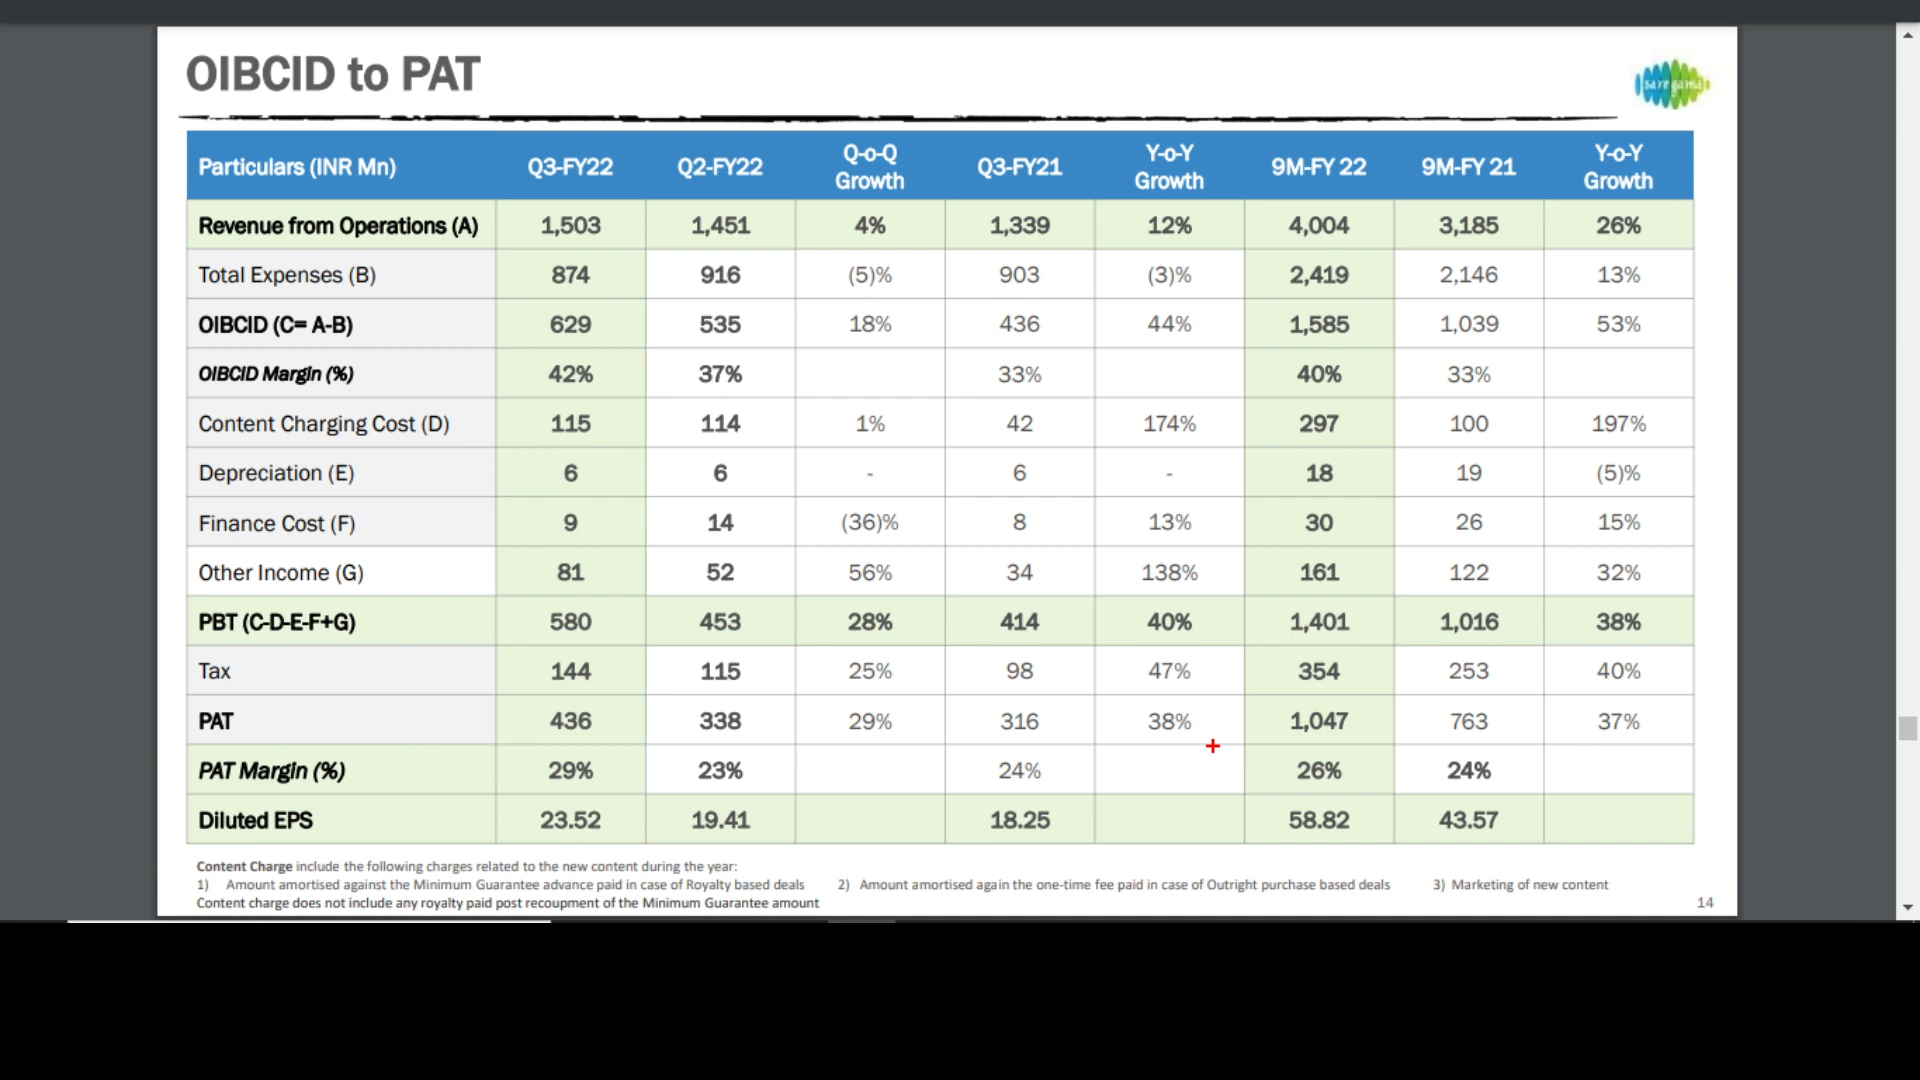 OIBCID to PAT
saregama
Particulars (INR Mn) Q3-FY22 Q2-FY22 Q-o-Q Growth Q3-FY21 Y-o-Y Growth 9M-FY 22 9M-FY 21 Y-o-Y Growth
Revenue from Operations (A) 1,503 1,451 4% 1,339 12% 4,004 3,185 26%
Total Expenses (B) 874 916 (5)% 903 (3)% 2,419 2,146 13%
OIBCID (C= A-B) 629 535 18% 436 44% 1,585 1,039 53%
OIBCID Margin (%) 42% 37% 33% 40% 33%
Content Charging Cost (D) 115 114 1% 42 174% 297 100 197%
Depreciation (E) 6 6 - 6 - 18 19 (5)%
Finance Cost (F) 9 14 (36)% 8 13% 30 26 15%
Other Income (G) 81 52 56% 34 138% 161 122 32%
PBT (C-D-E-F+G) 580 453 28% 414 40% 1,401 1,016 38%
Tax 144 115 25% 98 47% 354 253 40%
PAT 436 338 29% 316 38% 1,047 763 37%
PAT Margin (%) 29% 23% 24% 26% 24%
Diluted EPS 23.52 19.41 18.25 58.82 43.57
Content Charge include the following charges related to the new content during the year:
1) Amount amortised against the Minimum Guarantee advance paid in case of Royalty based deals 2) Amount amortised again the one-time fee paid in case of Outright purchase based deals 3) Marketing of new content
Content charge does not include any royalty paid post recoupment of the Minimum Guarantee amount
14